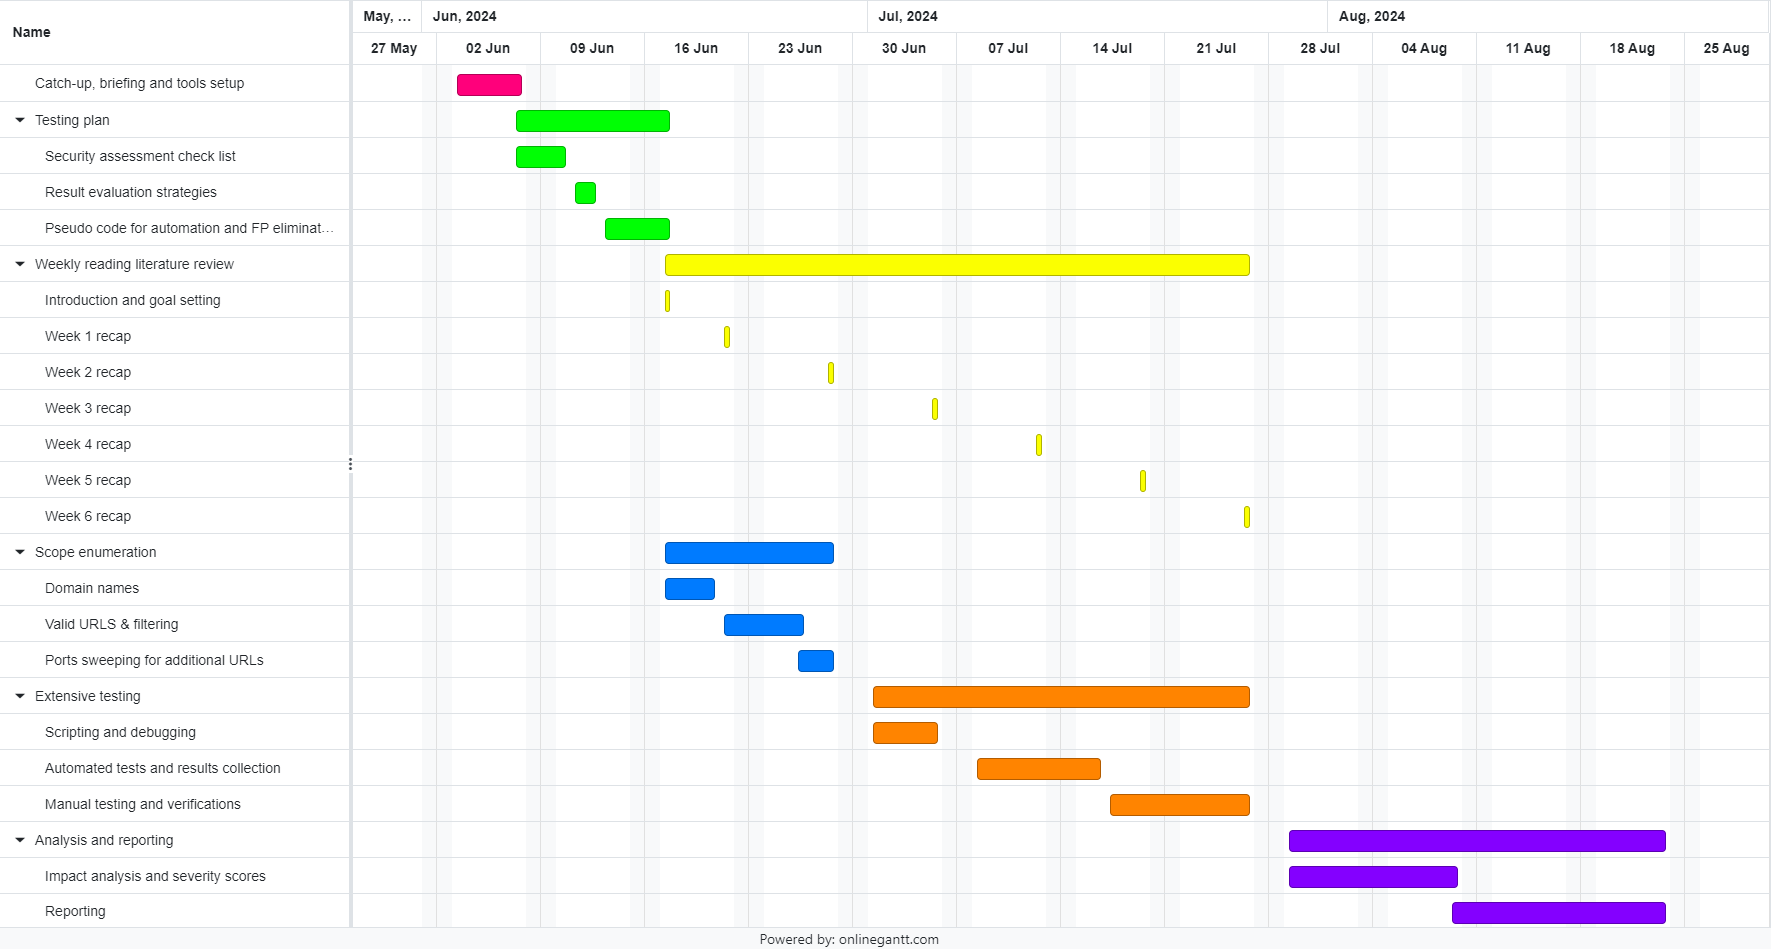 Name
May, ... Jun, 2024 Jul, 2024 Aug, 2024
27 May 02 Jun 09 Jun 16 Jun 23 Jun 30 Jun 07 Jul 14 Jul 21 Jul 28 Jul 04 Aug 11 Aug 18 Aug 25 Aug
Catch-up, briefing and tools setup
Testing plan
Security assessment check list
Result evaluation strategies
Pseudo code for automation and FP eliminat...
Weekly reading literature review
Introduction and goal setting
Week 1 recap
Week 2 recap
Week 3 recap
Week 4 recap
Week 5 recap
Week 6 recap
Scope enumeration
Domain names
Valid URLS & filtering
Ports sweeping for additional URLs
Extensive testing
Scripting and debugging
Automated tests and results collection
Manual testing and verifications
Analysis and reporting
Impact analysis and severity scores
Reporting
Powered by: onlinegantt.com